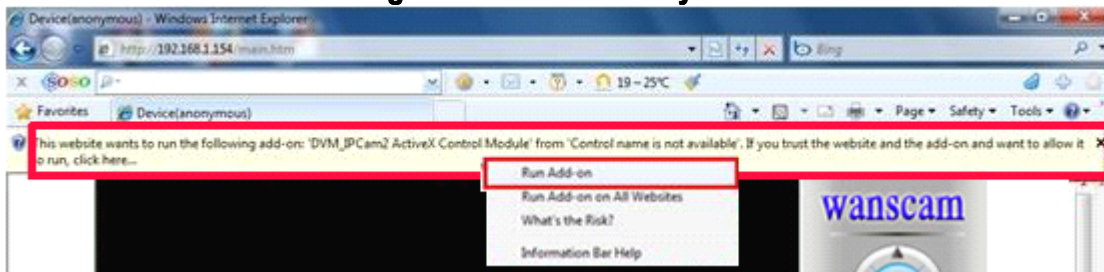 Device(anonymous) - Windows Internet Explorer
http://192.168.1.154/main.htm
Bing
SOSO
19~25℃
Favorites
Device(anonymous)
Page
Safety
Tools
This website wants to run the following add-on: 'DVM_IPCam2 ActiveX Control Module' from 'Control name is not available'. If you trust the website and the add-on and want to allow it
o run, click here...
Run Add-on
Run Add-on on All Websites
What's the Risk?
Information Bar Help
wanscam